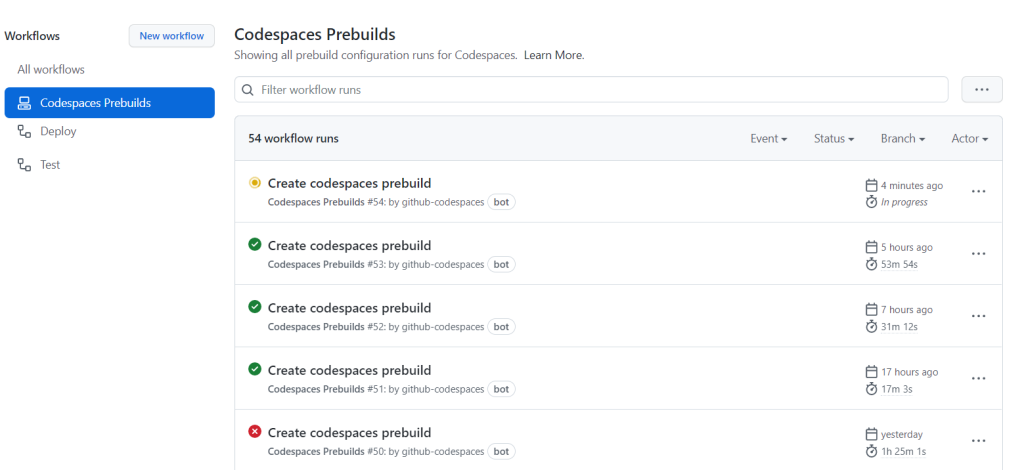 Workflows
New workflow
All workflows
Codespaces Prebuilds
Deploy
Test
Codespaces Prebuilds
Showing all prebuild configuration runs for Codespaces. Learn More.
Filter workflow runs
54 workflow runs
Event
Status
Branch
Actor
Create codespaces prebuild
Codespaces Prebuilds #54: by github-codespaces bot
4 minutes ago
In progress
Create codespaces prebuild
Codespaces Prebuilds #53: by github-codespaces bot
5 hours ago
53m 54s
Create codespaces prebuild
Codespaces Prebuilds #52: by github-codespaces bot
7 hours ago
31m 12s
Create codespaces prebuild
Codespaces Prebuilds #51: by github-codespaces bot
17 hours ago
17m 3s
Create codespaces prebuild
Codespaces Prebuilds #50: by github-codespaces bot
yesterday
1h 25m 1s